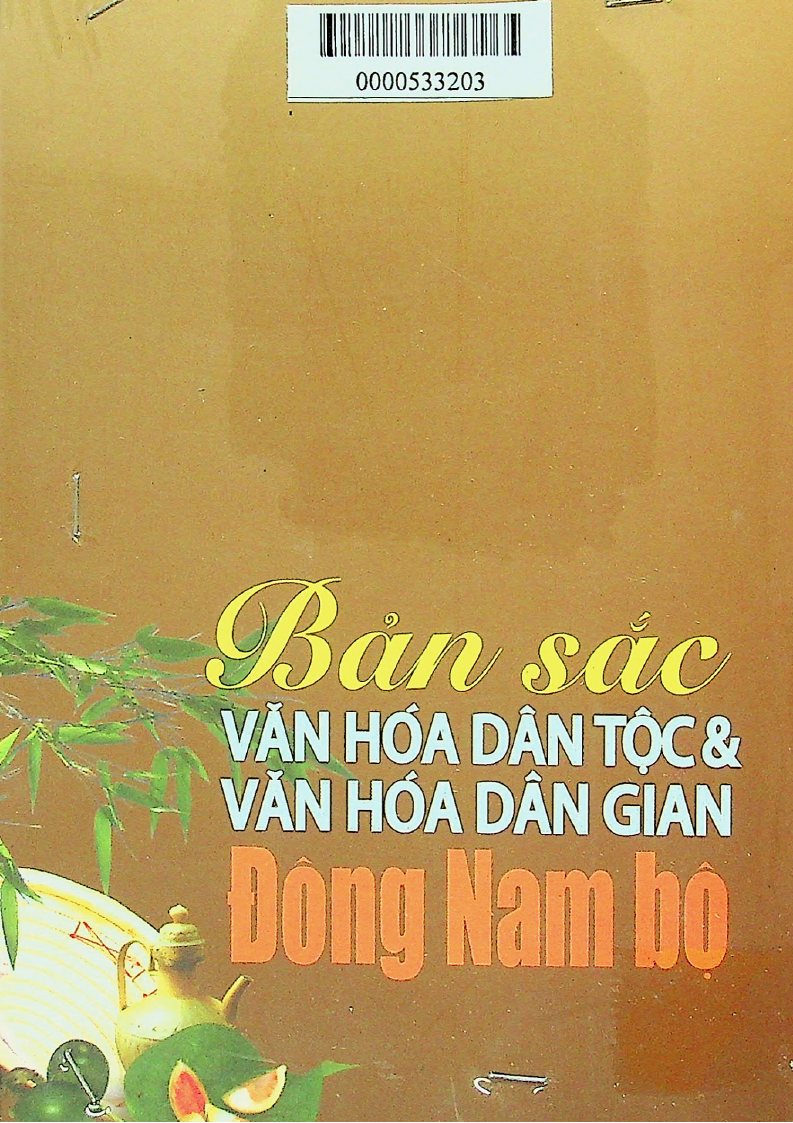 0000533203
Bản sắc
VĂN HÓA DÂN TỘC &
VĂN HÓA DÂN GIAN
Đông Nam bộ